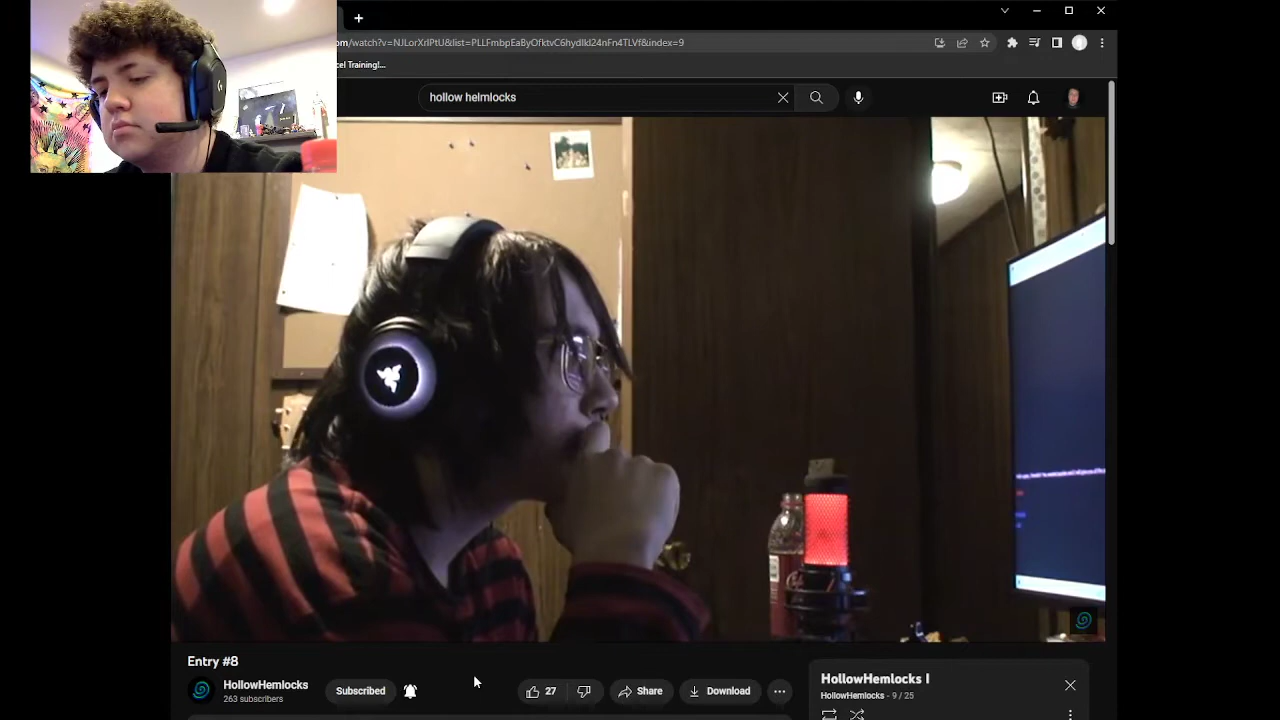 om/watch?v=NJLorXrlPtU&list=PLLFmbpEaByOfktvC6hydIkl24nFn4TLVf&index=9
cel Training!...
hollow helmlocks
Entry #8
HollowHemlocks
263 subscribers
Subscribed
27
Share
Download
HollowHemlocks I
HollowHemlocks - 9 / 25